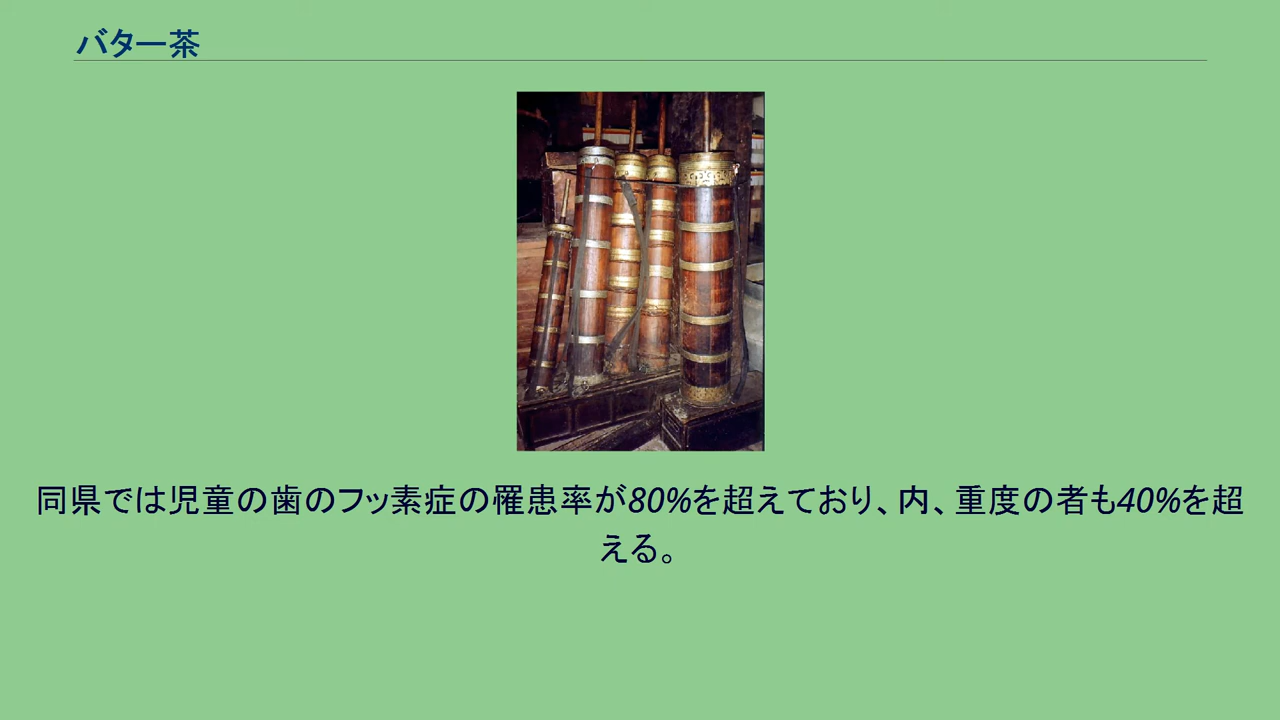 バター茶
同県では児童の歯のフッ素症の罹患率が80%を超えており、内、重度の者も40%を超
える。